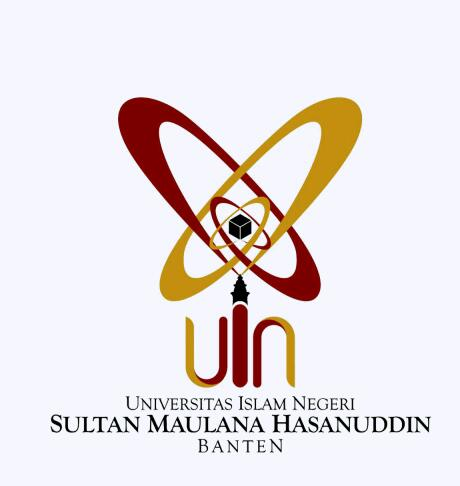 uin
UNIVERSITAS ISLAM NEGERI
SULTAN MAULANA HASANUDDIN
BANTEN